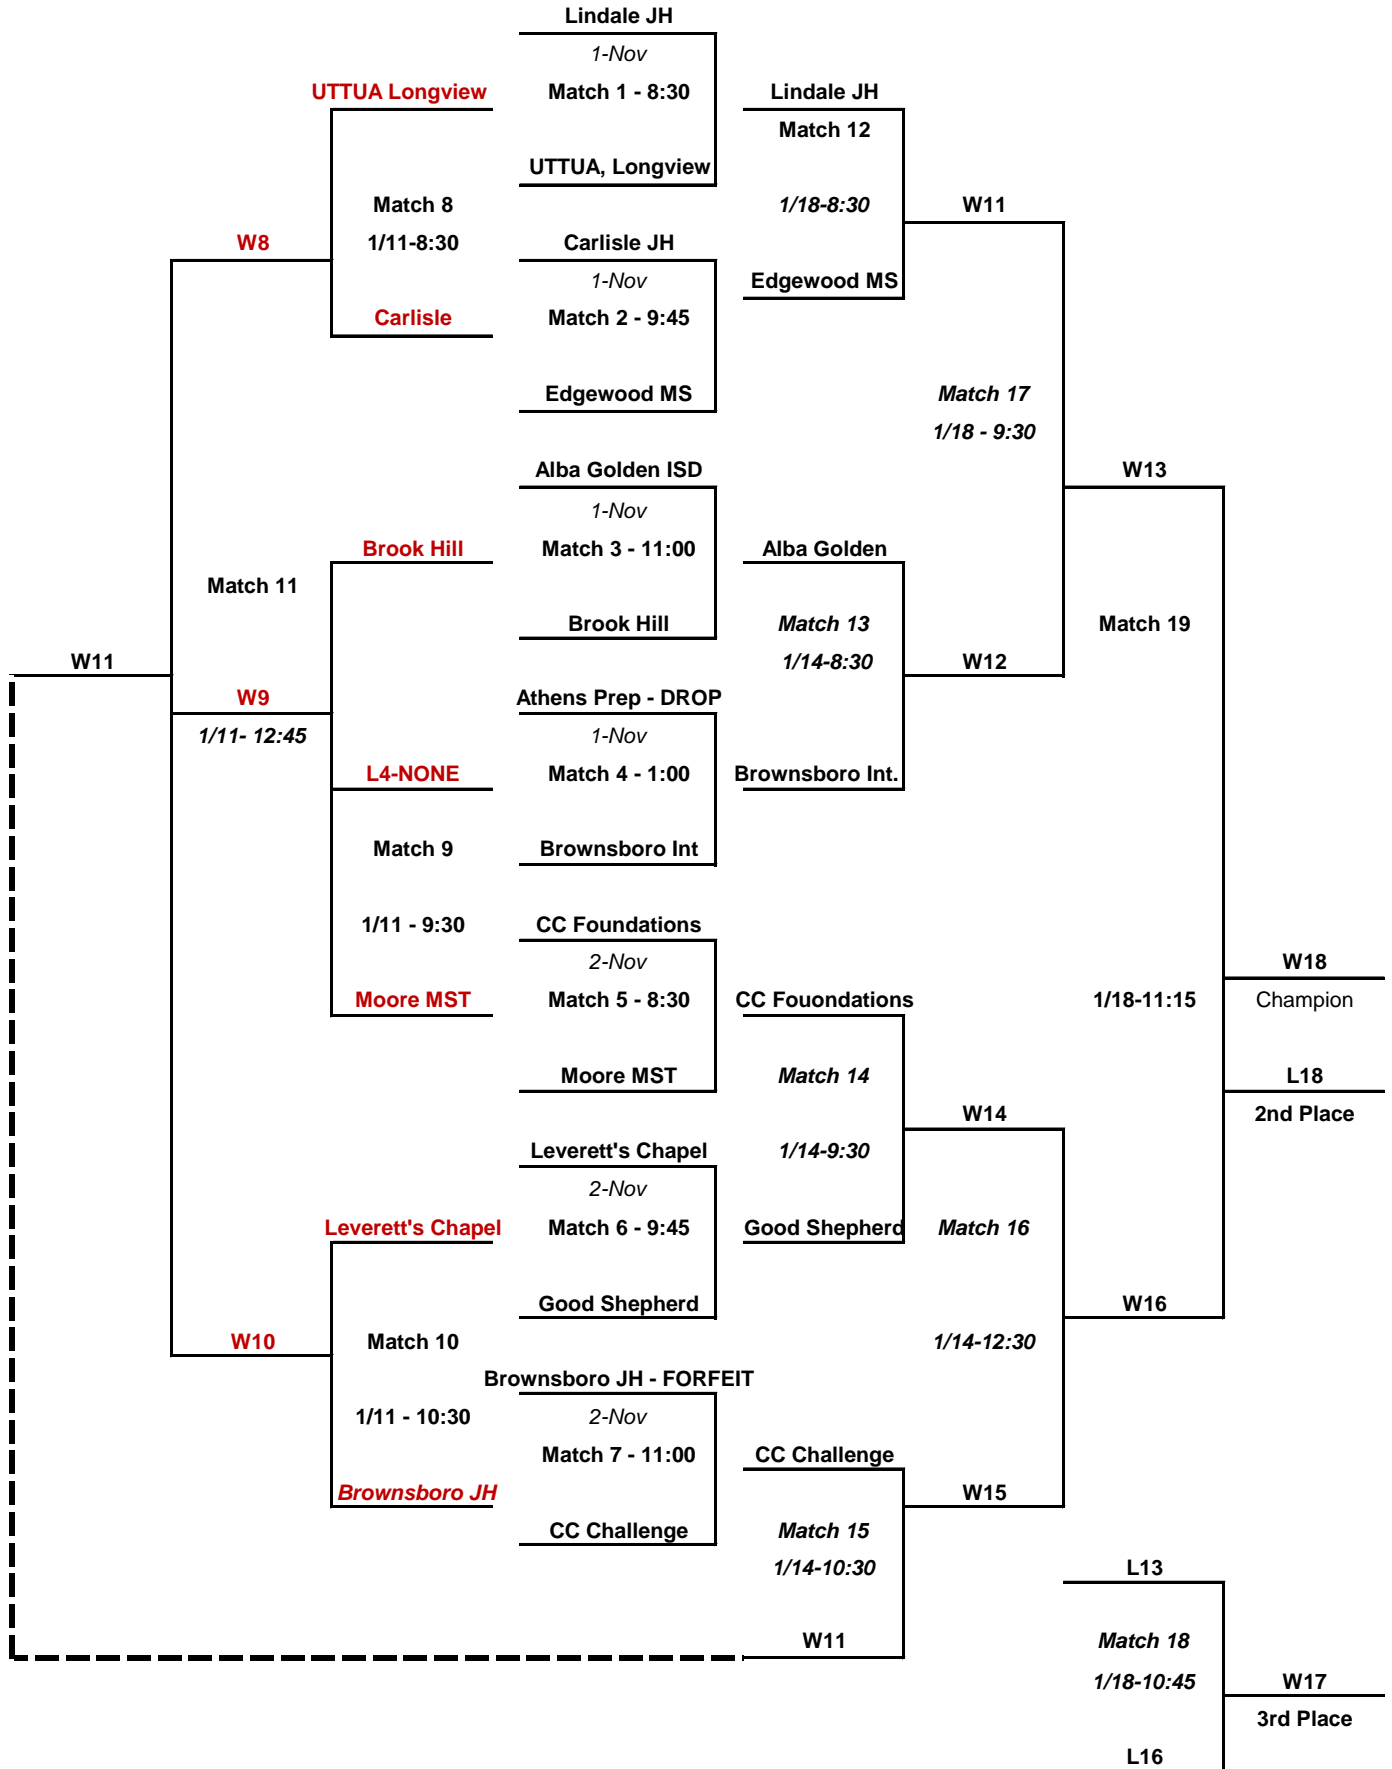 Lindale JH
1-Nov
UTTUA Longview
Match 1 - 8:30
Lindale JH
Match 12
UTTUA, Longview
Match 8
1/18-8:30
W11
W8
1/11-8:30
Carlisle JH
1-Nov
Edgewood MS
Carlisle
Match 2 - 9:45
Edgewood MS
Match 17
1/18 - 9:30
Alba Golden ISD
W13
1-Nov
Brook Hill
Match 3 - 11:00
Alba Golden
Match 11
Brook Hill
Match 13
Match 19
W11
1/14-8:30
W12
W9
Athens Prep - DROP
1/11- 12:45
1-Nov
L4-NONE
Match 4 - 1:00
Brownsboro Int.
Match 9
Brownsboro Int
1/11 - 9:30
CC Foundations
2-Nov
W18
Moore MST
Match 5 - 8:30
CC Fouondations
1/18-11:15
Champion
Moore MST
Match 14
L18
W14
2nd Place
Leverett's Chapel
1/14-9:30
2-Nov
Leverett's Chapel
Match 6 - 9:45
Good Shepherd
Match 16
Good Shepherd
W16
W10
Match 10
1/14-12:30
Brownsboro JH - FORFEIT
1/11 - 10:30
2-Nov
Match 7 - 11:00
CC Challenge
Brownsboro JH
W15
CC Challenge
Match 15
1/14-10:30
L13
W11
Match 18
1/18-10:45
W17
3rd Place
L16